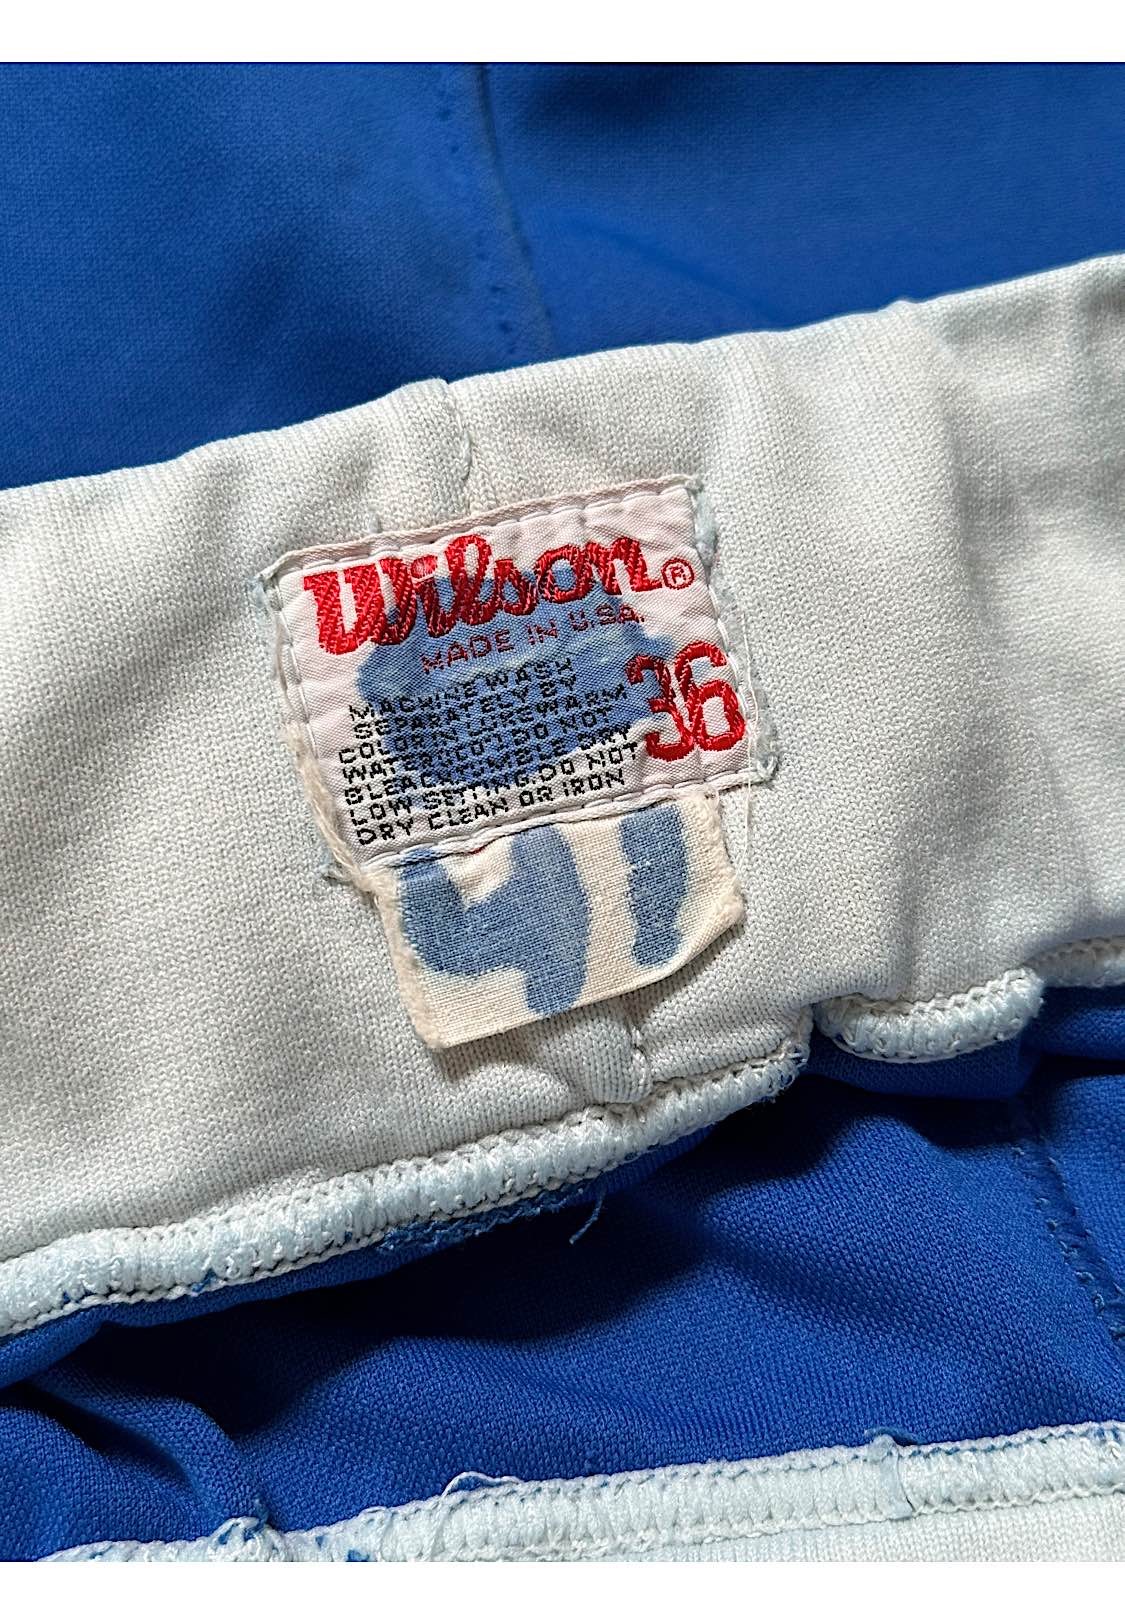 Wilson®
MADE IN U.S.A.
36
MACHINE WASH
SEPARATELY BY
COLOR IN LUKEWARM
WATER(100°)DO NOT
BLEACH.TUMBLE DRY
LOW SETTING.DO NOT
DRY CLEAN OR IRON
41